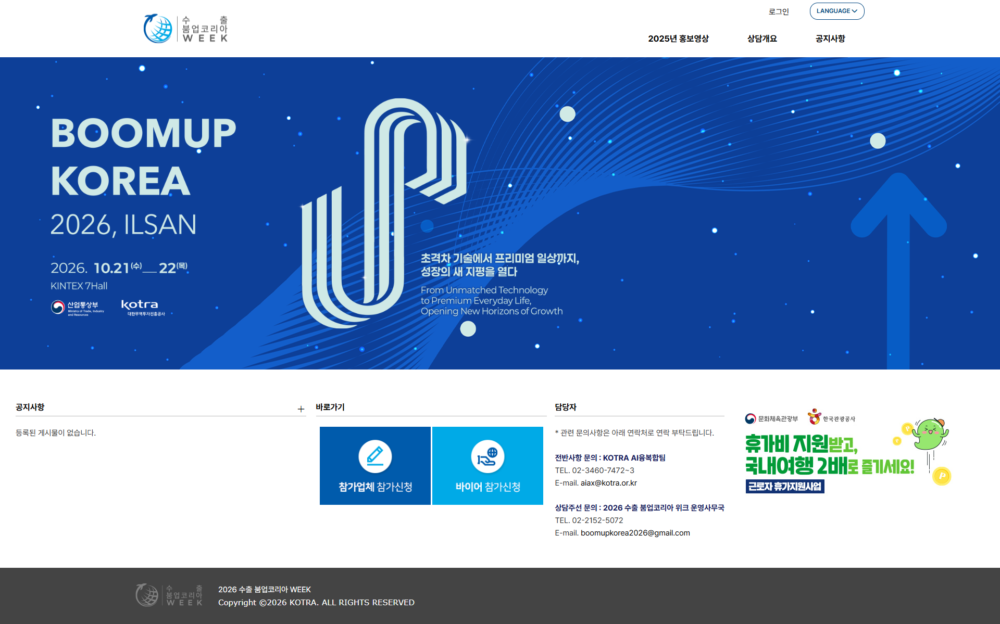 수 출
붐업코리아
WEEK
로그인
LANGUAGE
2025년 홍보영상
상담개요
공지사항
BOOMUP
KOREA
2026, ILSAN
2026. 10.21(수)__22(목)
KINTEX 7Hall
산업통상부
Ministry of Trade, Industry
and Resources
kotra
대한무역투자진흥공사
초격차 기술에서 프리미엄 일상까지,
성장의 새 지평을 열다
From Unmatched Technology
to Premium Everyday Life,
Opening New Horizons of Growth
공지사항
+
등록된 게시물이 없습니다.
바로가기
참가업체 참가신청
바이어 참가신청
담당자
* 관련 문의사항은 아래 연락처로 연락 부탁드립니다.
전반사항 문의 : KOTRA AI융복합팀
TEL. 02-3460-7472~3
E-mail. aiax@kotra.or.kr
상담주선 문의 : 2026 수출 붐업코리아 위크 운영사무국
TEL. 02-2152-5072
E-mail. boomupkorea2026@gmail.com
문화체육관광부
한국관광공사
휴가비 지원받고,
국내여행 2배로 즐기세요!
근로자 휴가지원사업
P
P
P
수 출
붐업코리아
WEEK
2026 수출 붐업코리아 WEEK
Copyright ©2026 KOTRA. ALL RIGHTS RESERVED